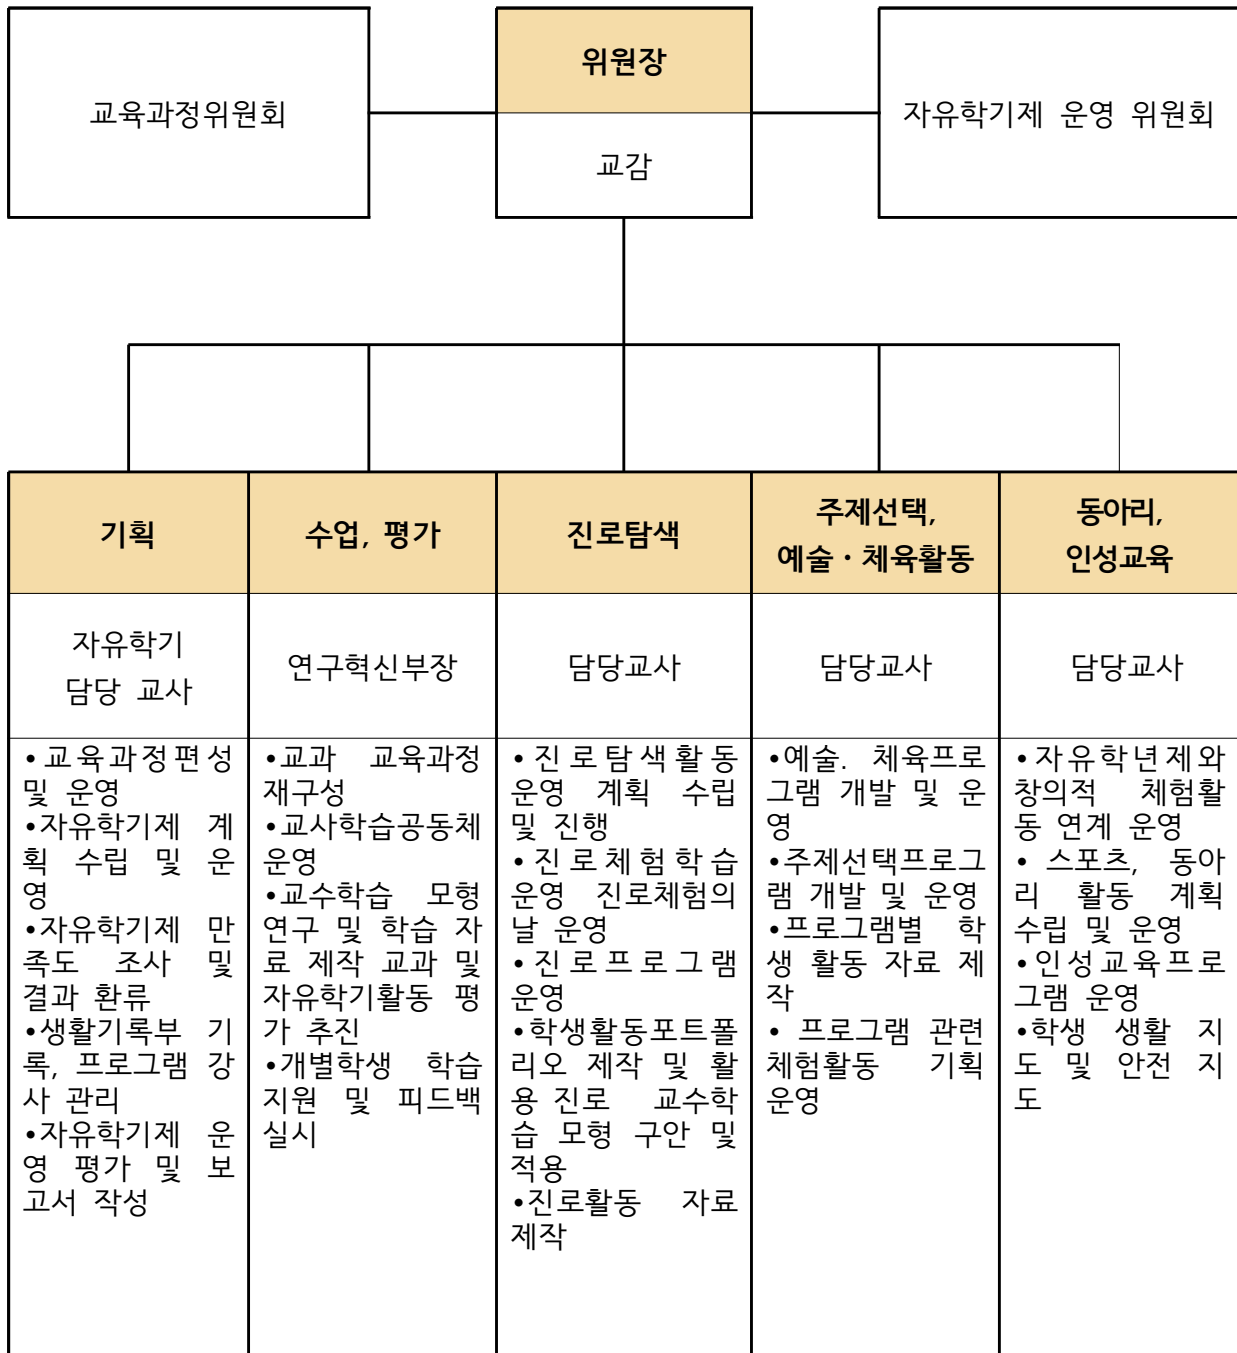 교육과정위원회
위원장
교감
자유학기제 운영 위원회
기획
자유학기
담당 교사
•교육과정편성
및 운영
•자유학기제 계
획 수립 및 운
영
•자유학기제 만
족도 조사 및
결과 환류
•생활기록부 기
록, 프로그램 강
사 관리
•자유학기제 운
영 평가 및 보
고서 작성
수업, 평가
연구혁신부장
•교과 교육과정
재구성
•교사학습공동체
운영
•교수학습 모형
연구 및 학습 자
료 제작 교과 및
자유학기활동 평
가 추진
•개별학생 학습
지원 및 피드백
실시
진로탐색
담당교사
•진로탐색활동
운영 계획 수립
및 진행
•진로체험학습
운영 진로체험의
날 운영
•진로프로그램
운영
•학생활동포트폴
리오 제작 및 활
용 진로 교수학
습 모형 구안 및
적용
•진로활동 자료
제작
주제선택,
예술·체육활동
담당교사
•예술. 체육프로
그램 개발 및 운
영
•주제선택프로그
램 개발 및 운영
•프로그램별 학
생 활동 자료 제
작
• 프로그램 관련
체험활동 기획
운영
동아리,
인성교육
담당교사
•자유학년제와
창의적 체험활
동 연계 운영
• 스포츠, 동아
리 활동 계획
수립 및 운영
•인성교육프로
그램 운영
•학생 생활 지
도 및 안전 지
도